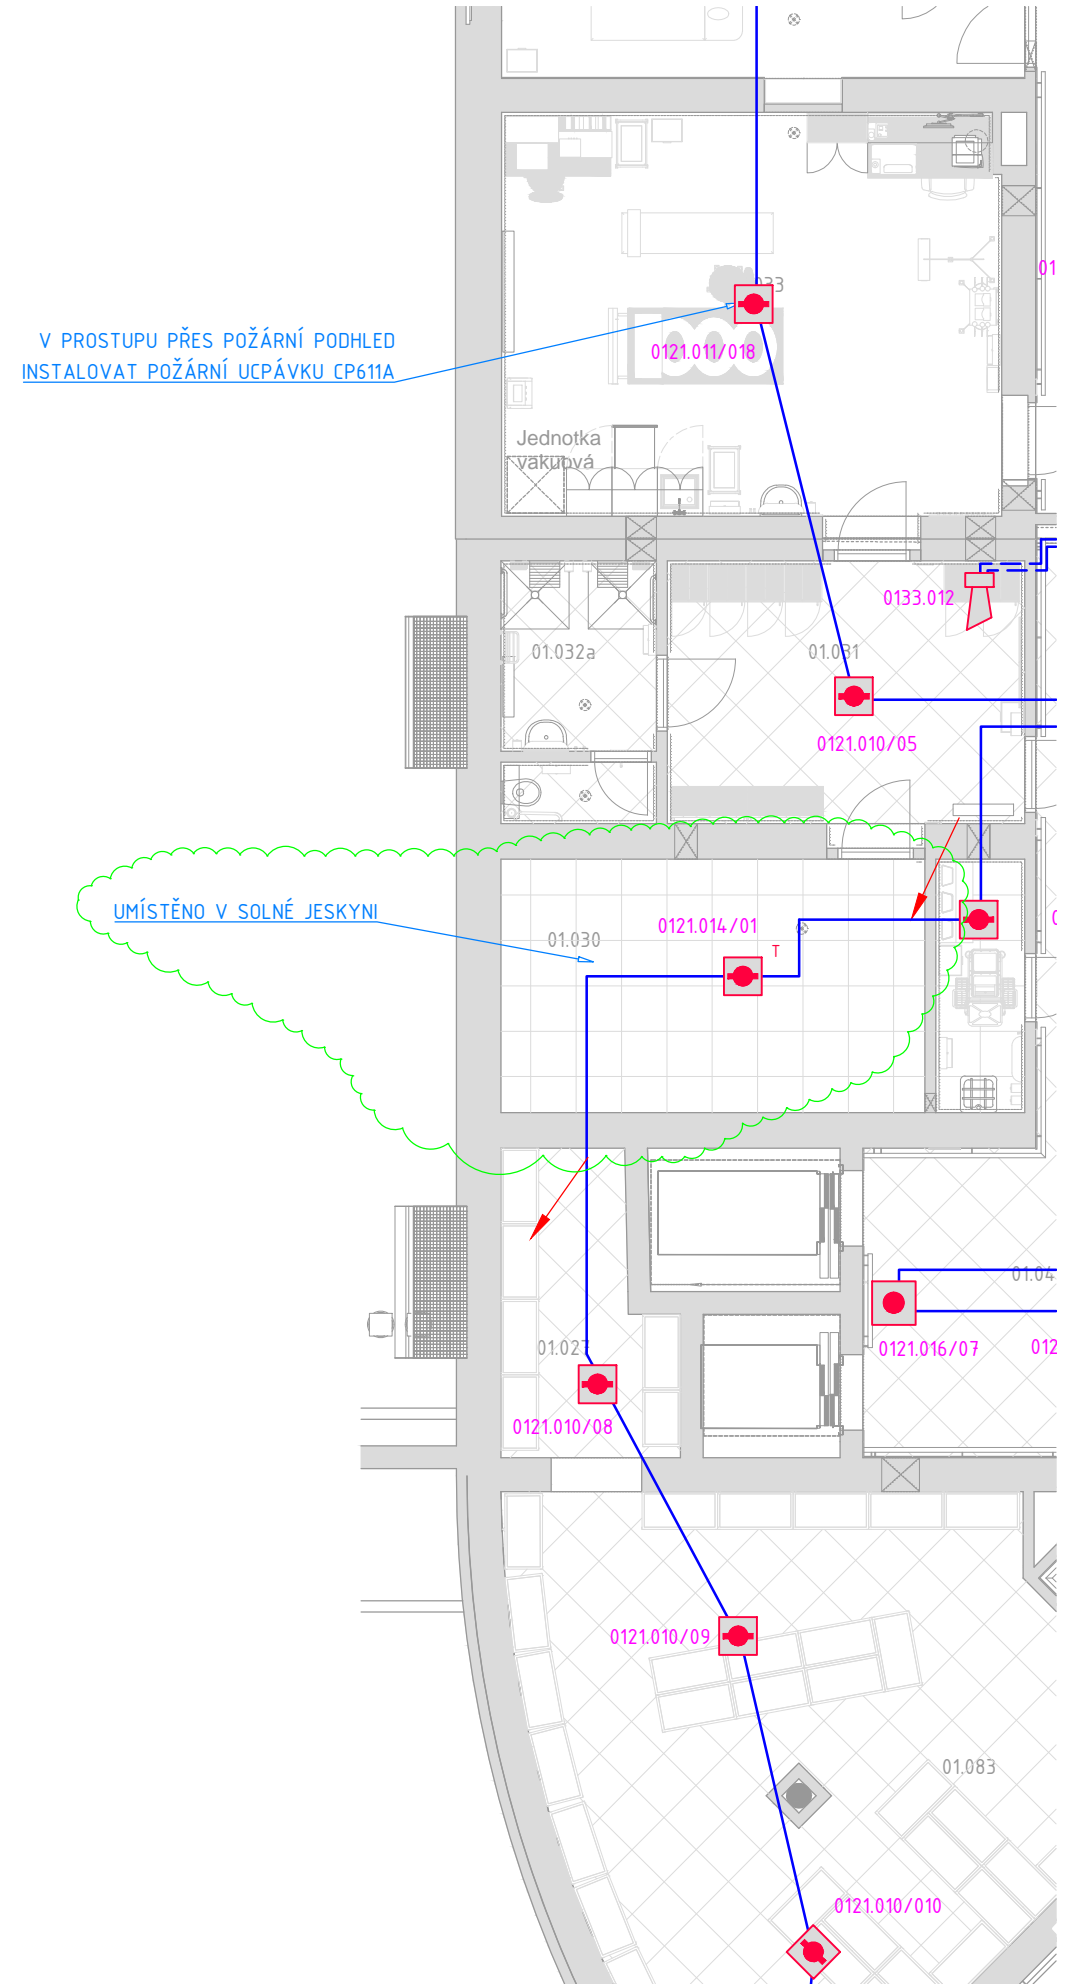 V PROSTUPU PŘES POŽÁRNÍ PODHLED
INSTALOVAT POŽÁRNÍ UCPÁVKU CP611A
0121.011/018
Jednotka
vakuová
0133.012
01.032a
01.031
0121.010/05
UMÍSTĚNO V SOLNÉ JESKYNI
0121.014/01
01.030
T
0121.016/07
0121.010/08
0121.010/09
01.083
0121.010/010